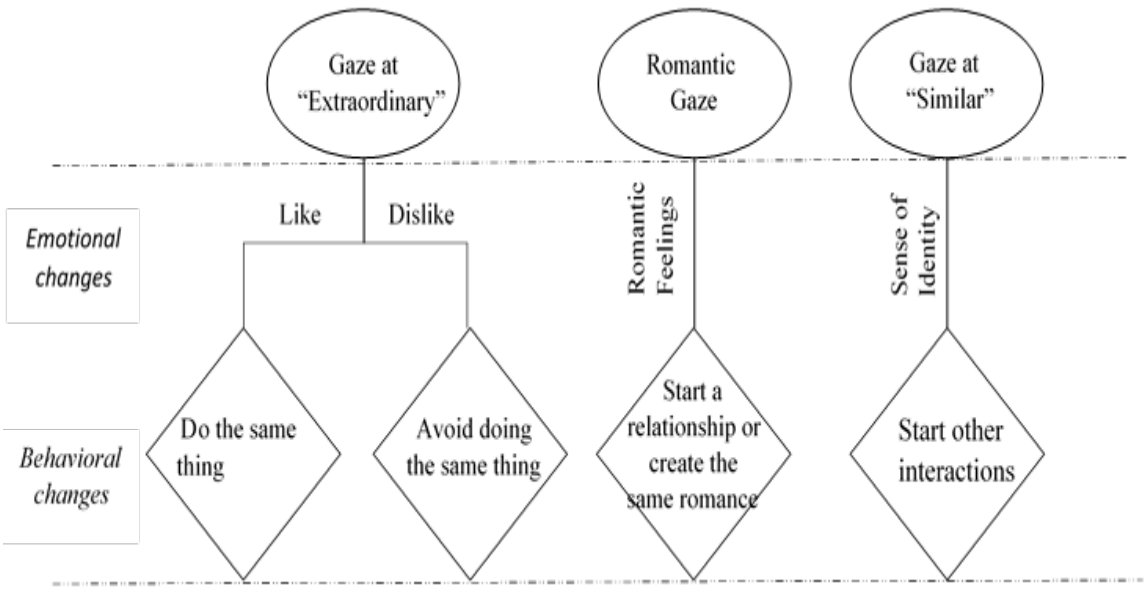 Gaze at
“Extraordinary”
Romantic
Gaze
Gaze at
“Similar”
Emotional
changes
Like
Dislike
Romantic
Feelings
Sense of
Identity
Behavioral
changes
Do the same
thing
Avoid doing
the same thing
Start a
relationship or
create the
same romance
Start other
interactions